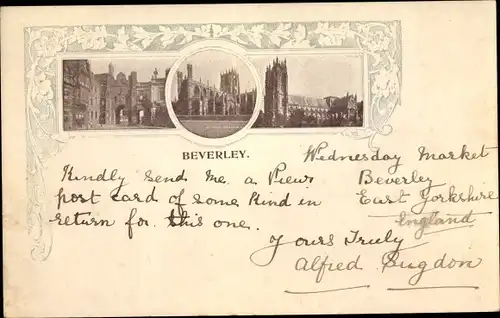 BEVERLEY.
Wednesday Market
Beverley
East Yorkshire
England
Kindly send me a View
post card of some kind in
return for this one.
Yours Truly
Alfred Sugdon